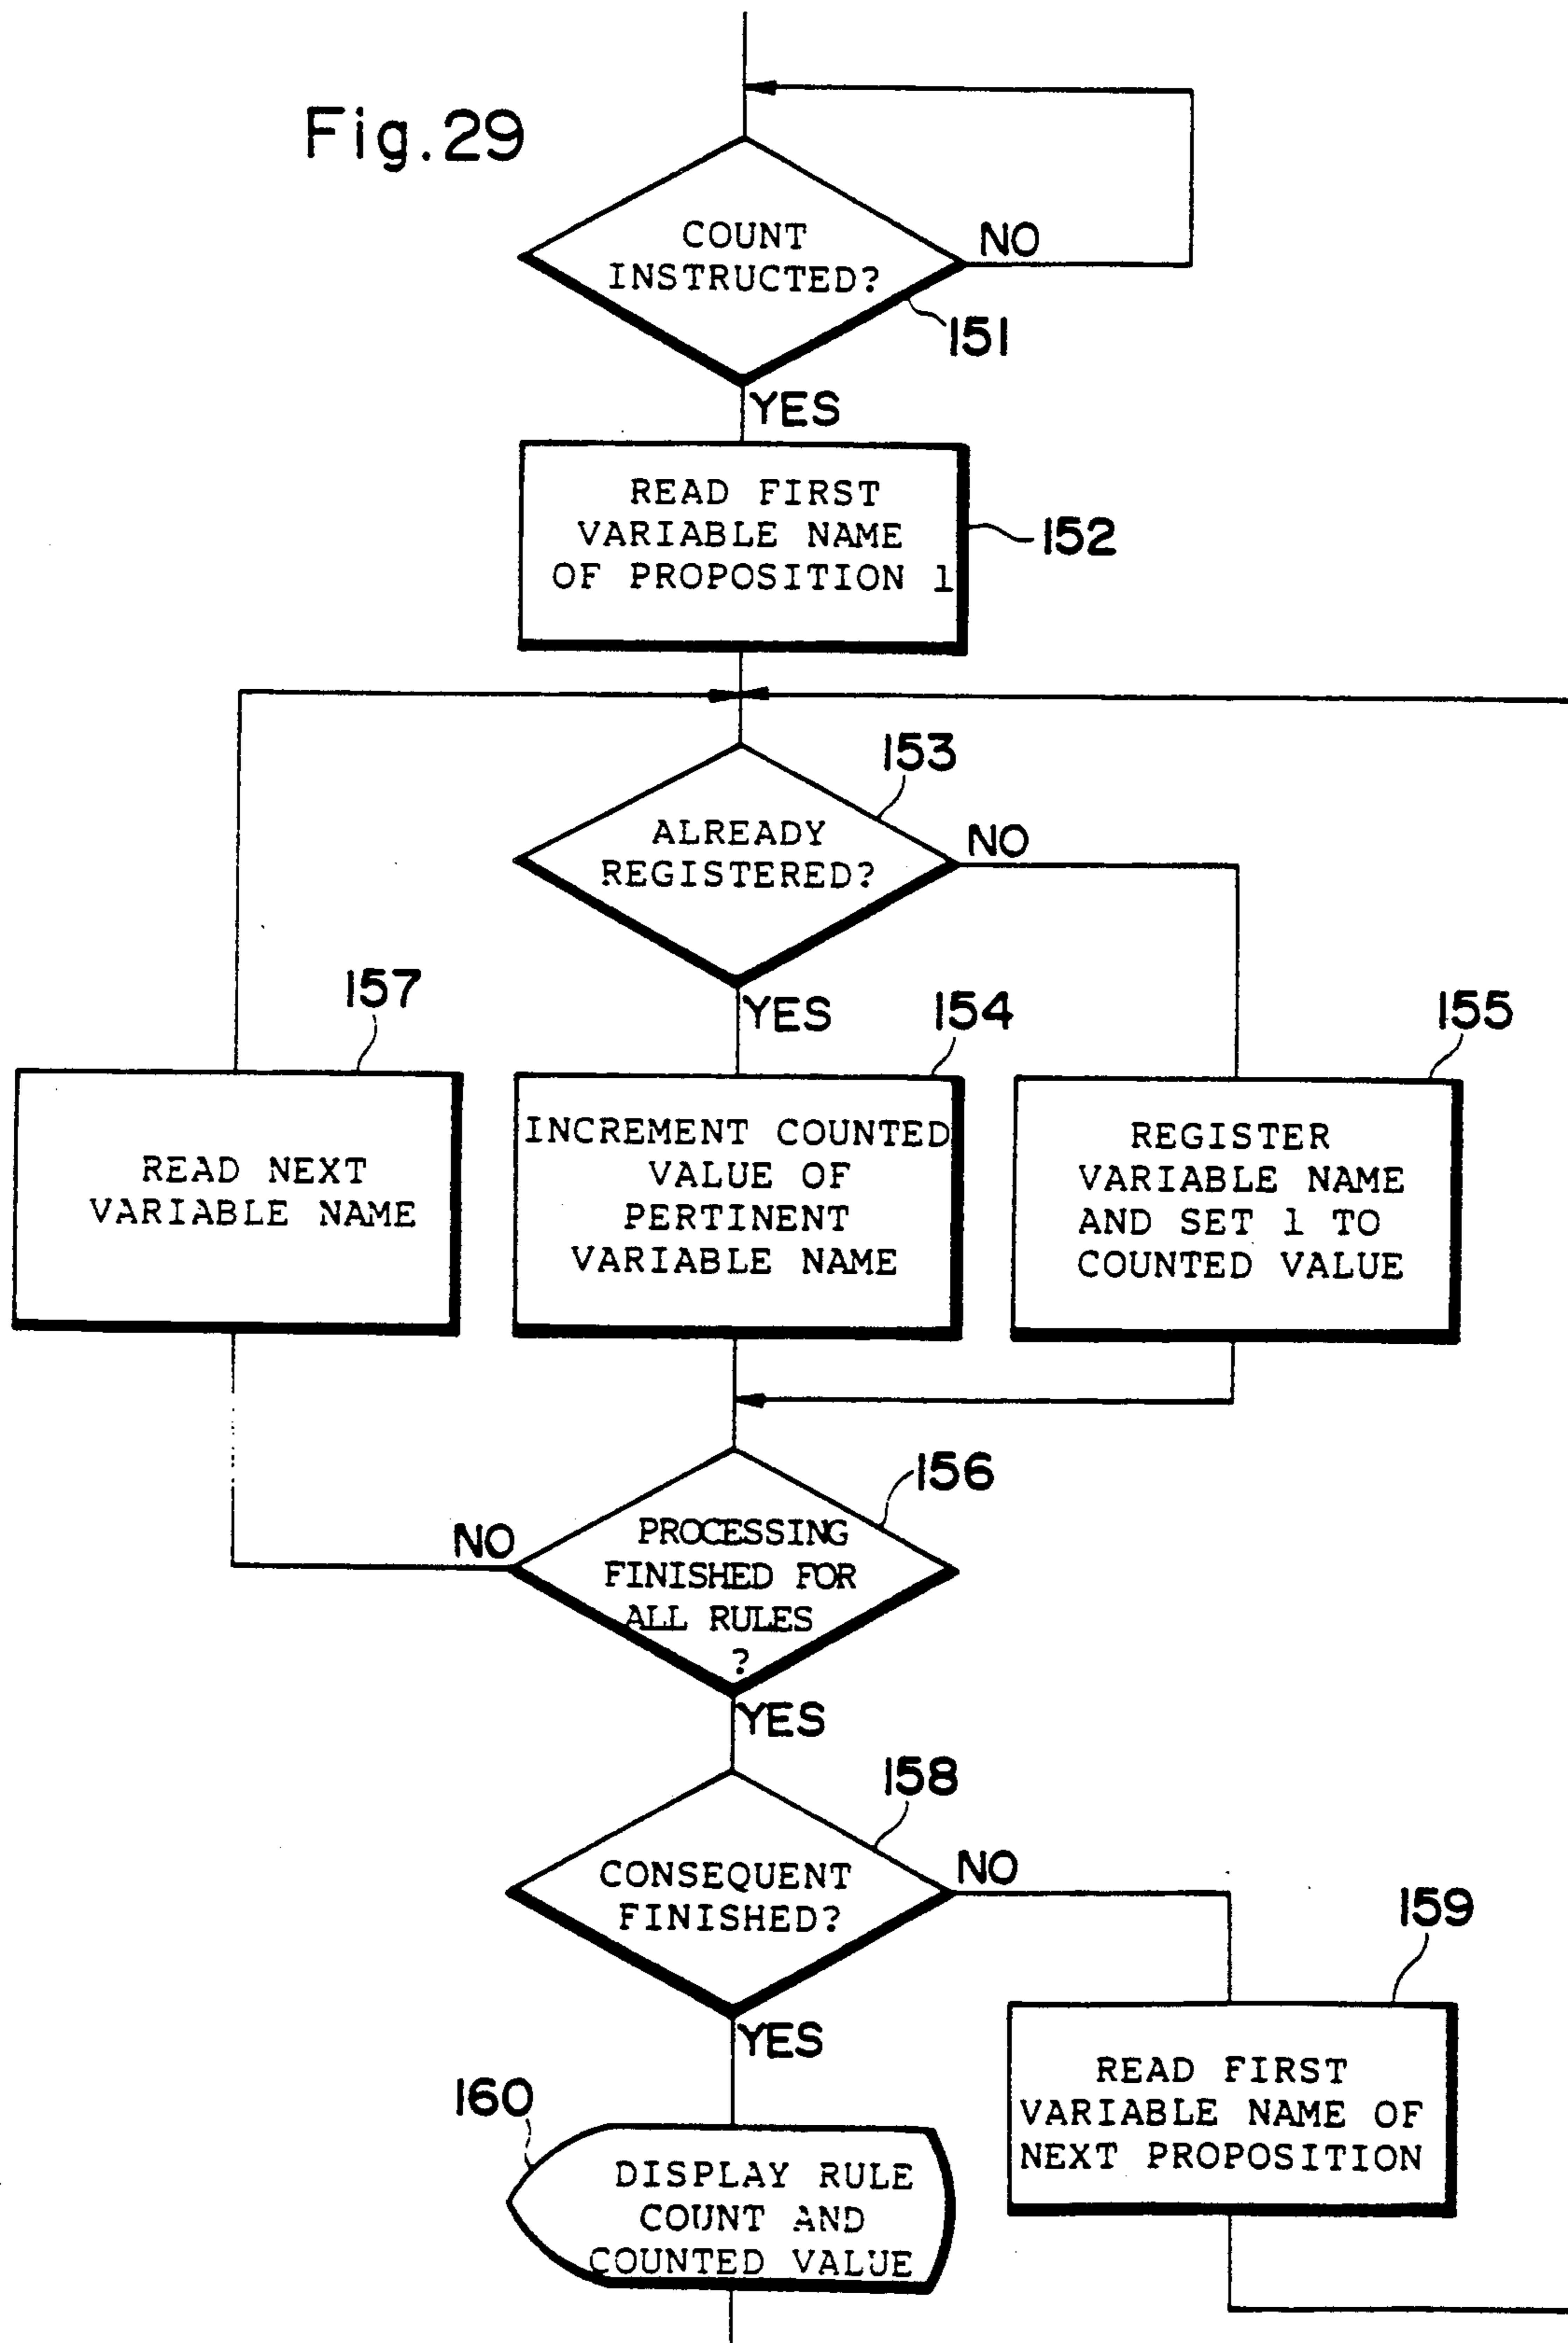 Fig.29
COUNT
INSTRUCTED?
NO
151
YES
READ FIRST
VARIABLE NAME
OF PROPOSITION 1
152
153
ALREADY
REGISTERED?
NO
YES
157
154
155
READ NEXT
VARIABLE NAME
INCREMENT COUNTED
VALUE OF
PERTINENT
VARIABLE NAME
REGISTER
VARIABLE NAME
AND SET 1 TO
COUNTED VALUE
156
NO
PROCESSING
FINISHED FOR
ALL RULES
?
YES
158
CONSEQUENT
FINISHED?
NO
159
YES
READ FIRST
VARIABLE NAME OF
NEXT PROPOSITION
160
DISPLAY RULE
COUNT AND
COUNTED VALUE